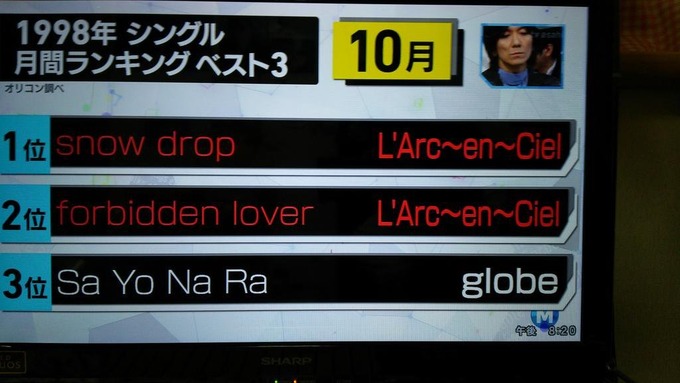 1998年 シングル
月間ランキング ベスト3
10月
オリコン調べ
1位 snow drop L'Arc〜en〜Ciel
2位 forbidden lover L'Arc〜en〜Ciel
3位 Sa Yo Na Ra globe
M
午後 8:20
SHARP